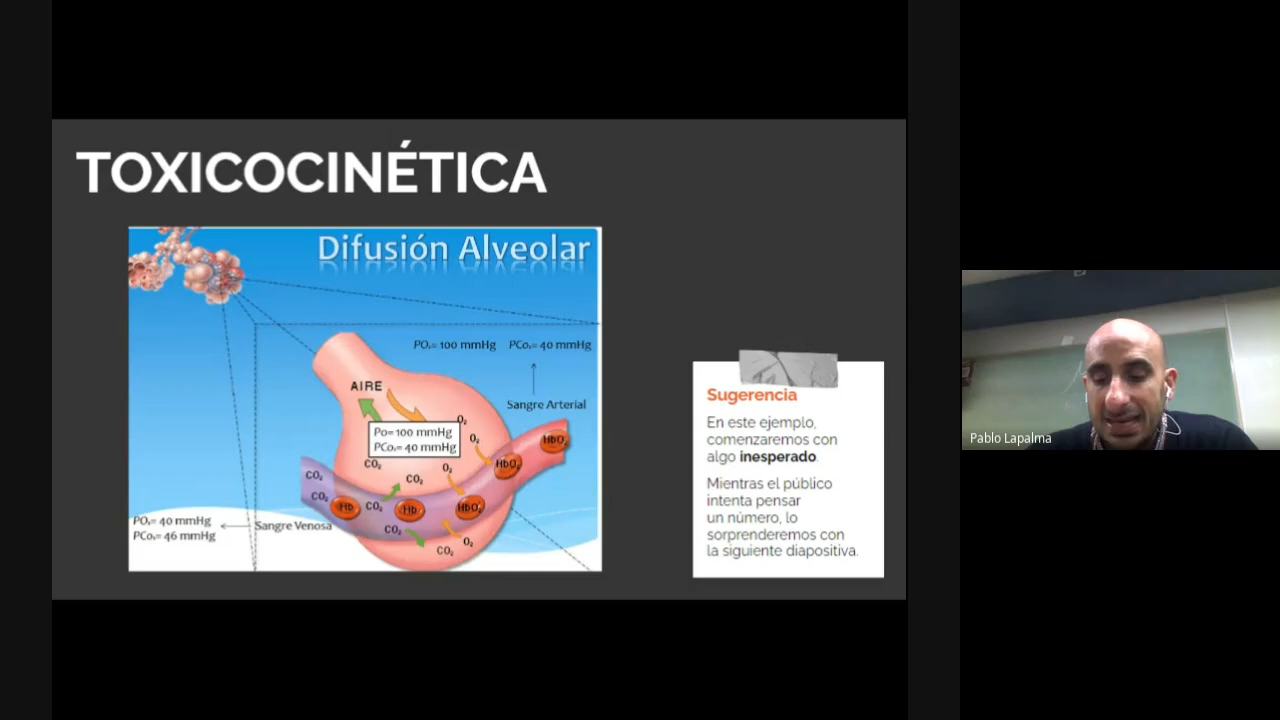 TOXICOCINÉTICA
Difusión Alveolar
PO₂= 100 mmHg PCo₂= 40 mmHg
Sangre Arterial
AIRE
Po= 100 mmHg
PCO₂= 40 mmHg
O₂
O₂
HbO₂
CO₂
O₂
HbO₂
CO₂
CO₂
CO₂
Hb
CO₂
Hb
HbO₂
CO₂
O₂
CO₂
PO₂= 40 mmHg
Sangre Venosa
PCO₂= 46 mmHg
Sugerencia
En este ejemplo,
comenzaremos con
algo inesperado.
Mientras el público
intenta pensar
un número, lo
sorprenderemos con
la siguiente diapositiva.
Pablo Lapalma